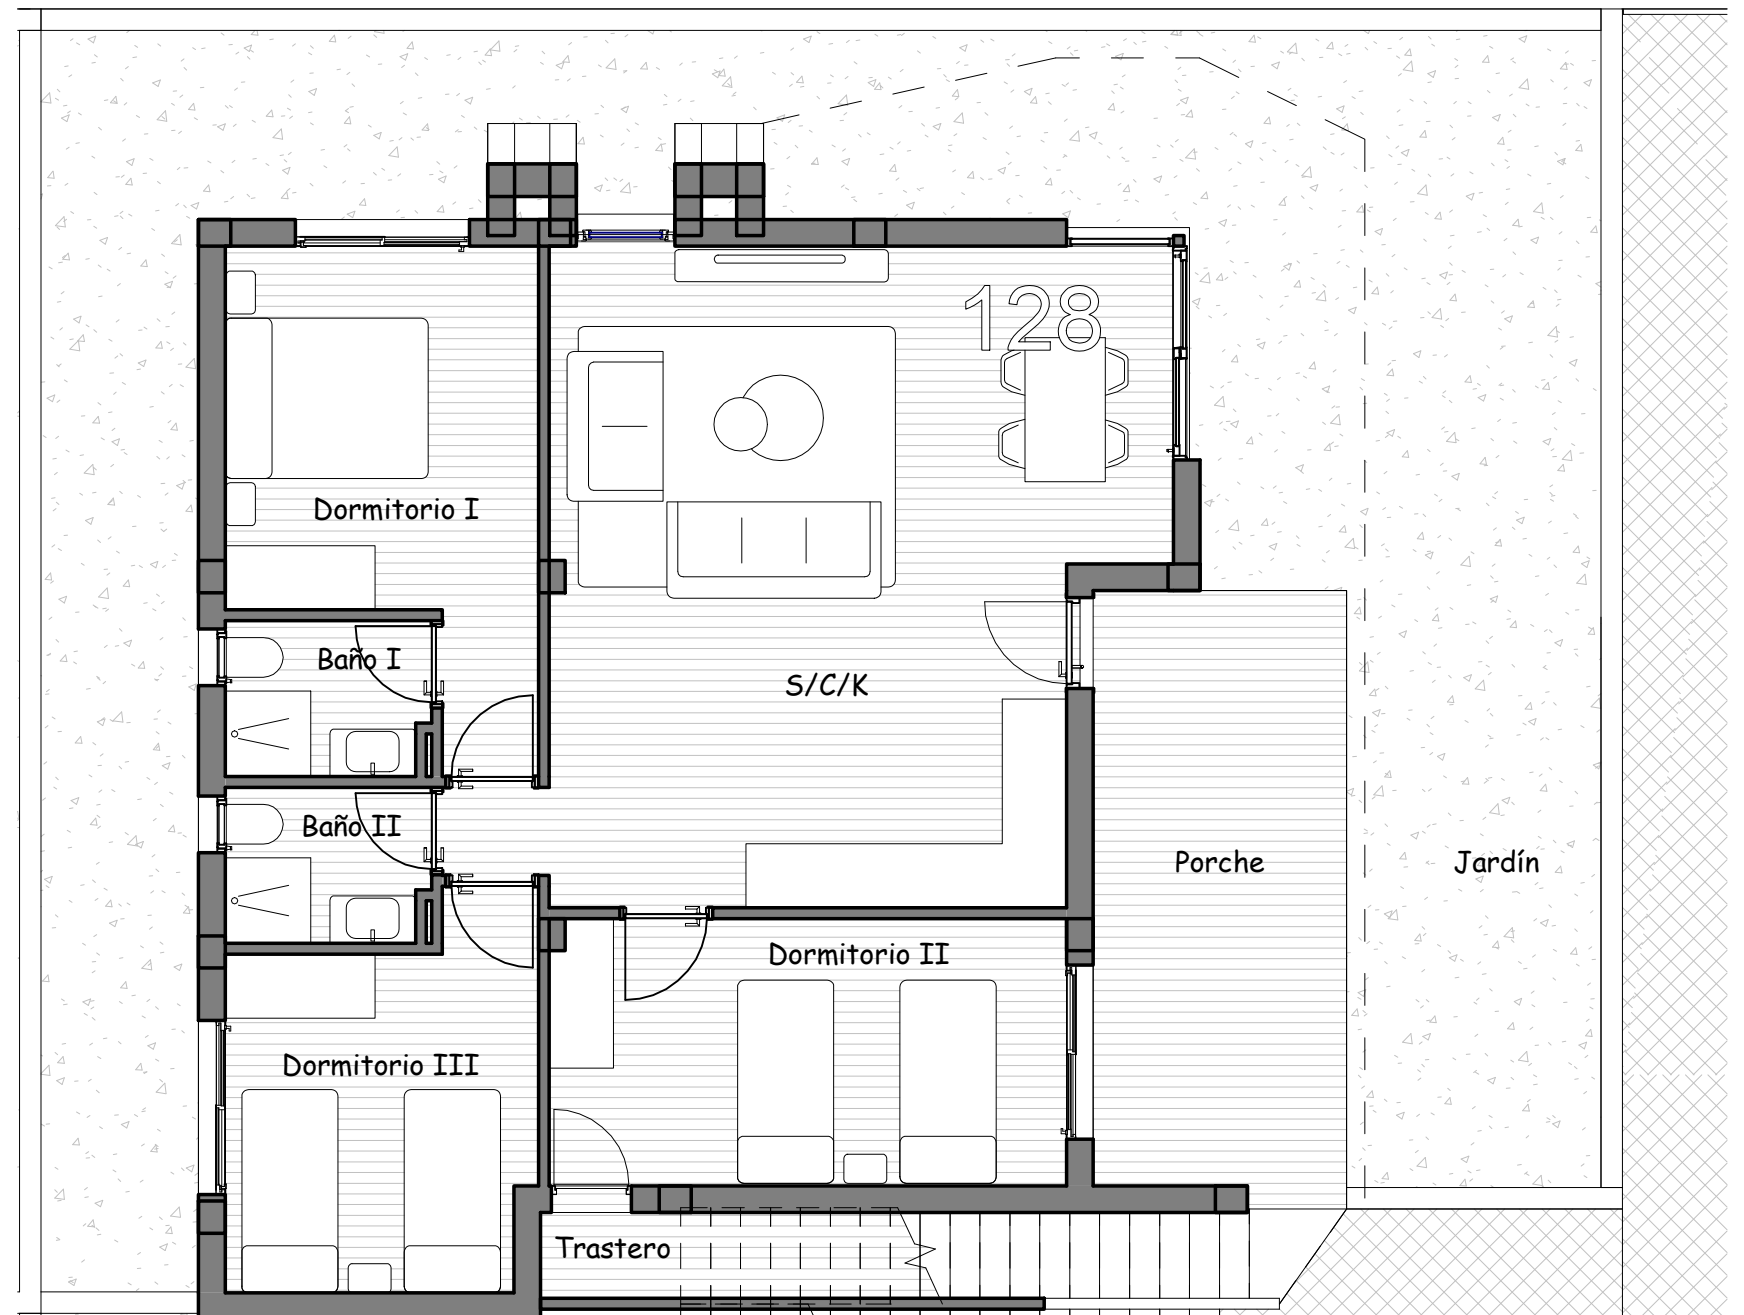 128
Dormitorio I
Baño I
S/C/K
Baño II
Porche
Jardín
Dormitorio II
Dormitorio III
Trastero